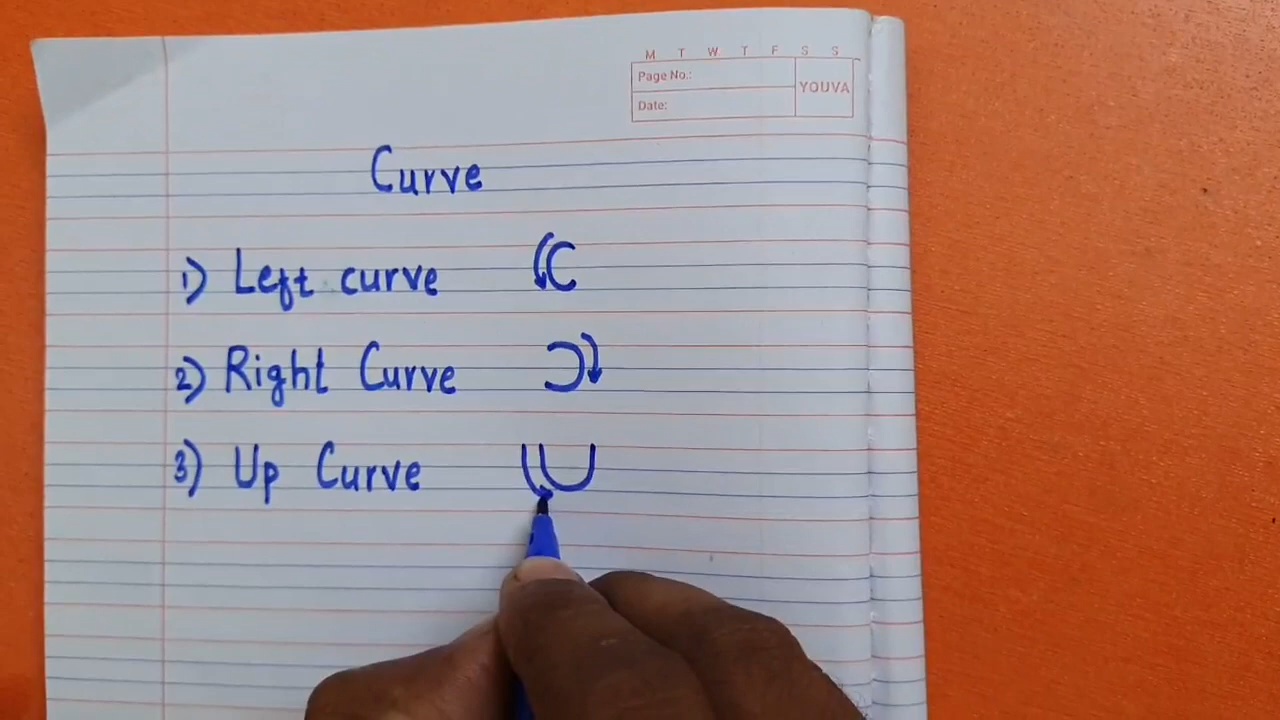 M T W T F S S
Page No.:
YOUVA
Date:
Curve
1) Left curve
2) Right Curve
3) Up Curve